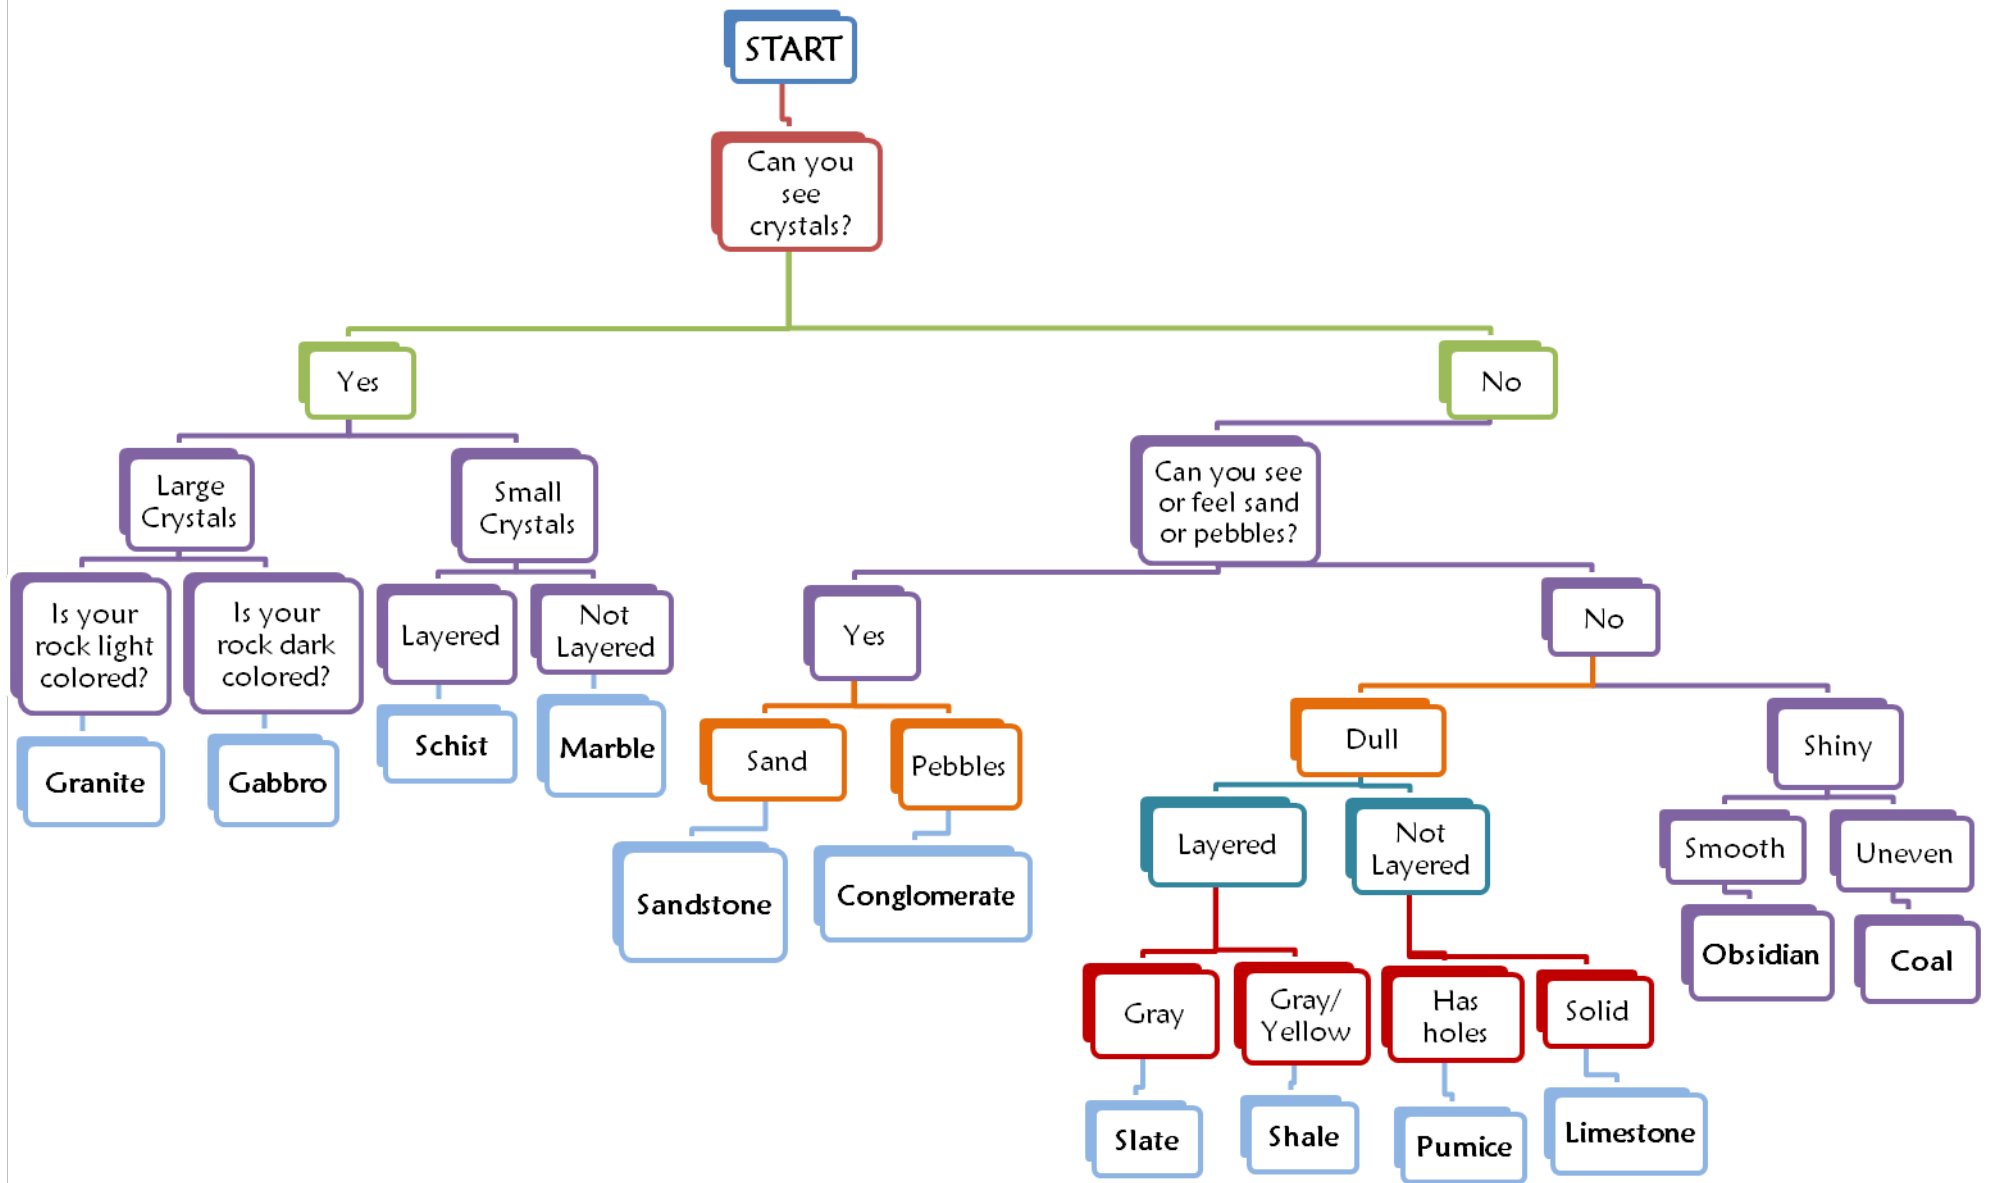 START
Can you
see
crystals?
Yes
No
Large
Crystals
Small
Crystals
Can you see
or feel sand
or pebbles?
Is your
rock light
colored?
Is your
rock dark
colored?
Layered
Not
Layered
Yes
No
Granite
Gabbro
Schist
Marble
Sand
Pebbles
Dull
Shiny
Sandstone
Conglomerate
Layered
Not
Layered
Smooth
Uneven
Obsidian
Coal
Gray
Gray/
Yellow
Has
holes
Solid
Slate
Shale
Pumice
Limestone